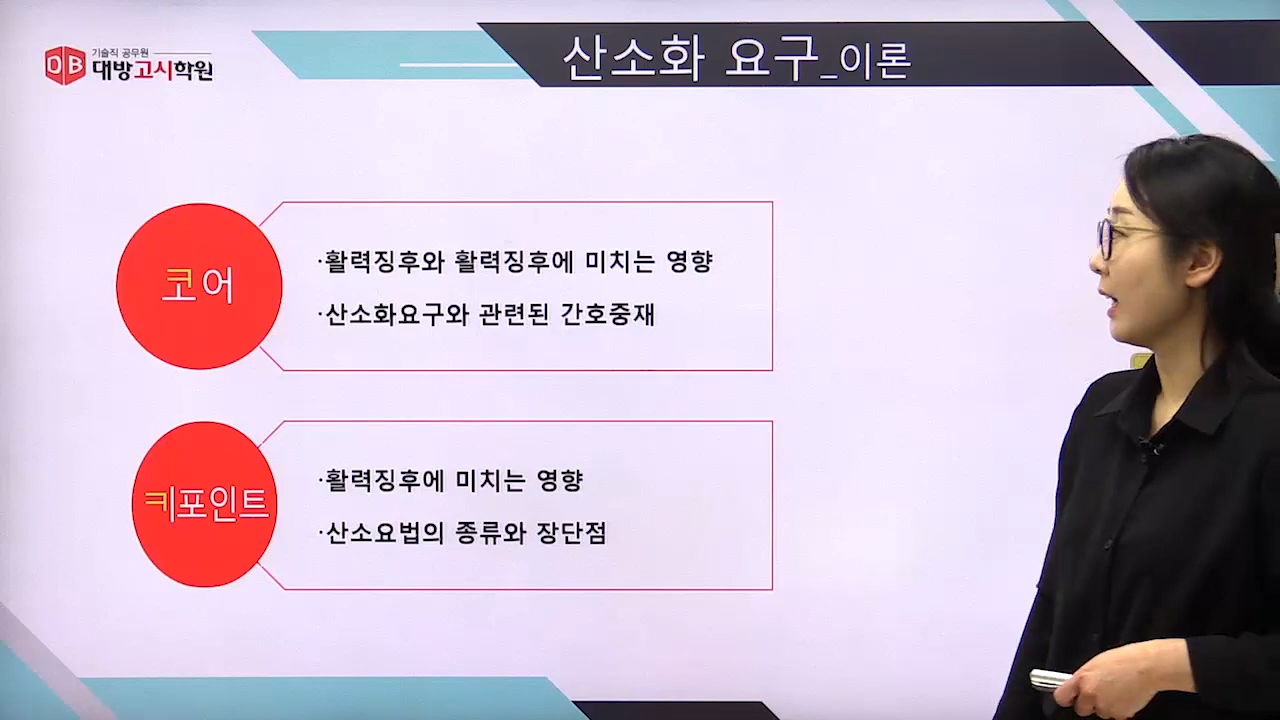 기술직 공무원
대방고시학원
산소화 요구_이론
코어
·활력징후와 활력징후에 미치는 영향
·산소화요구와 관련된 간호중재
키포인트
·활력징후에 미치는 영향
·산소요법의 종류와 장단점